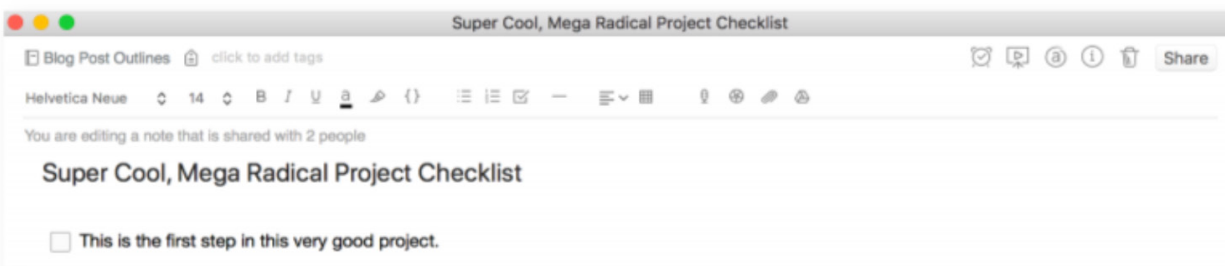 Super Cool, Mega Radical Project Checklist
Blog Post Outlines click to add tags Share
Helvetica Neue 14 B I U a {}
You are editing a note that is shared with 2 people
Super Cool, Mega Radical Project Checklist
This is the first step in this very good project.